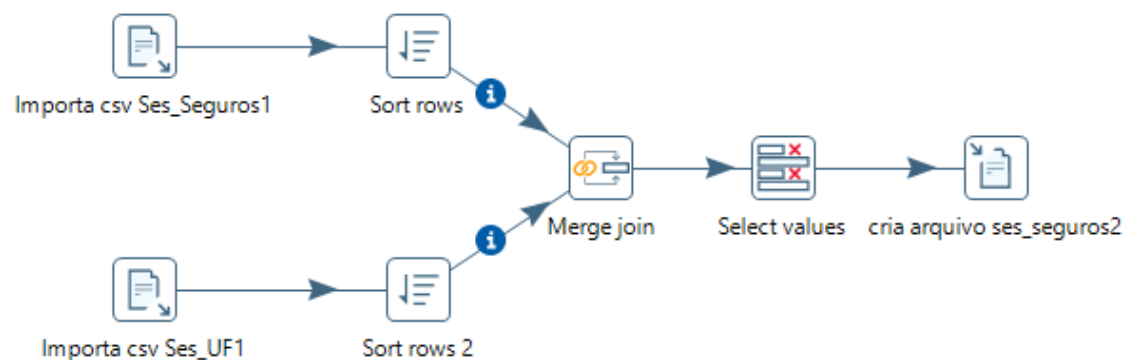 Importa csv Ses_Seguros1
Sort rows
Merge join
Select values
cria arquivo ses_seguros2
Importa csv Ses_UF1
Sort rows 2